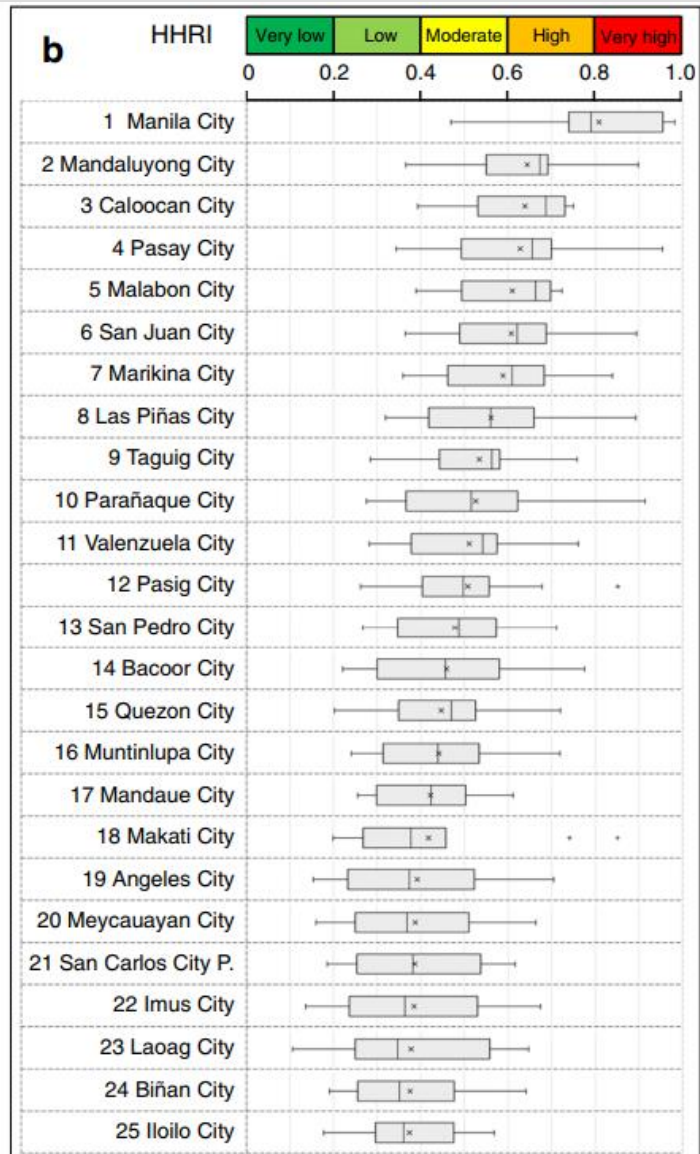 b HHRI Very low Low Moderate High Very high
0 0.2 0.4 0.6 0.8 1.0
1 Manila City
2 Mandaluyong City
3 Caloocan City
4 Pasay City
5 Malabon City
6 San Juan City
7 Marikina City
8 Las Piñas City
9 Taguig City
10 Parañaque City
11 Valenzuela City
12 Pasig City
13 San Pedro City
14 Bacoor City
15 Quezon City
16 Muntinlupa City
17 Mandaue City
18 Makati City
19 Angeles City
20 Meycauayan City
21 San Carlos City P.
22 Imus City
23 Laoag City
24 Biñan City
25 Iloilo City